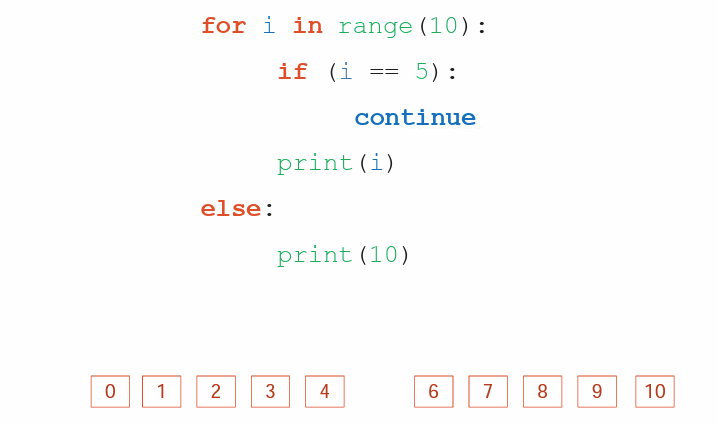 for i in range(10):
if (i == 5):
continue
print(i)
else:
print(10)
0 1 2 3 4 6 7 8 9 10